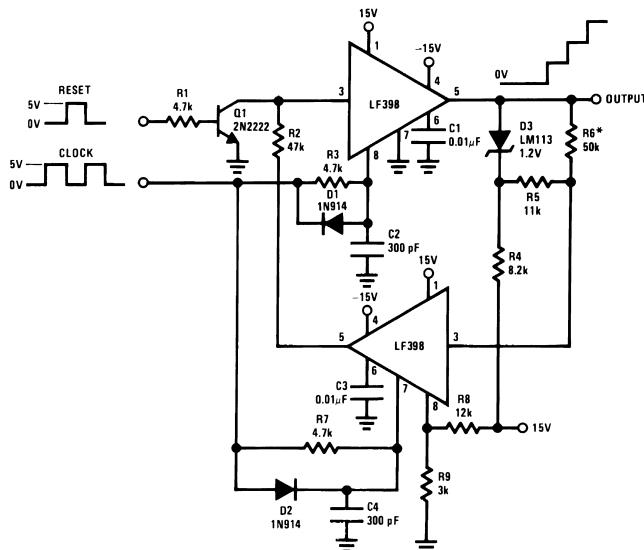 15V
-15V
0V
RESET
5V
0V
R1
4.7k
Q1
2N2222
3
1
4
5
LF398
OUTPUT
6
7
8
C1
0.01μF
D3
LM113
1.2V
R6*
50k
CLOCK
5V
0V
R2
47k
R3
4.7k
D1
1N914
R5
11k
C2
300 pF
R4
8.2k
15V
-15V
1
4
5
LF398
3
6
7
8
C3
0.01μF
R8
12k
15V
R7
4.7k
R9
3k
D2
1N914
C4
300 pF